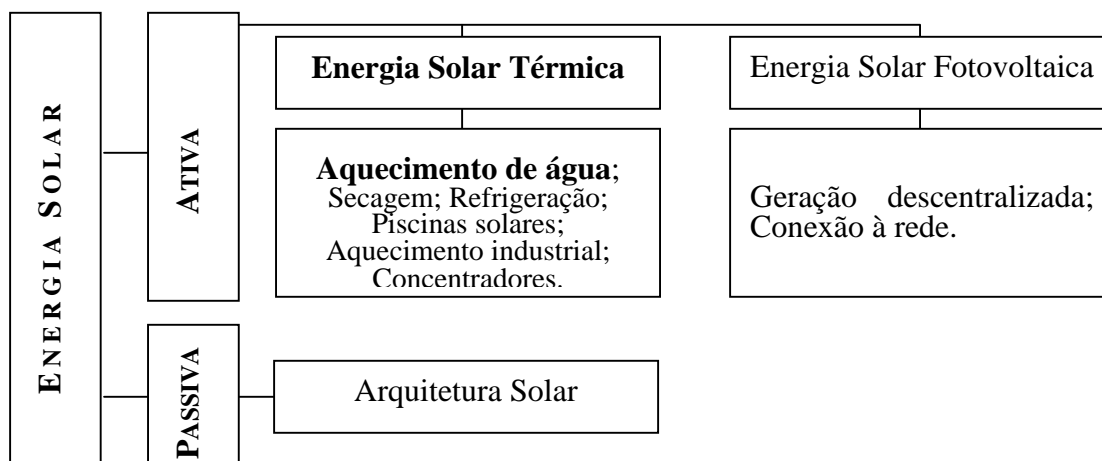 ENERGIA SOLAR
ATIVA
Energia Solar Térmica
Energia Solar Fotovoltaica
Aquecimento de água;
Secagem; Refrigeração;
Piscinas solares;
Aquecimento industrial;
Concentradores.
Geração descentralizada;
Conexão à rede.
PASSIVA
Arquitetura Solar